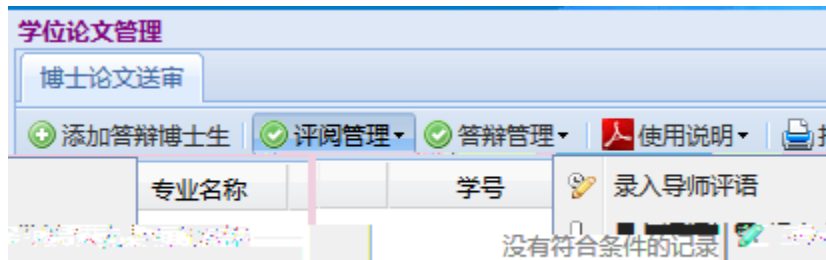 学位论文管理
博士论文送审
添加答辩博士生 评阅管理 答辩管理 使用说明
专业名称 学号 录入导师评语
没有符合条件的记录